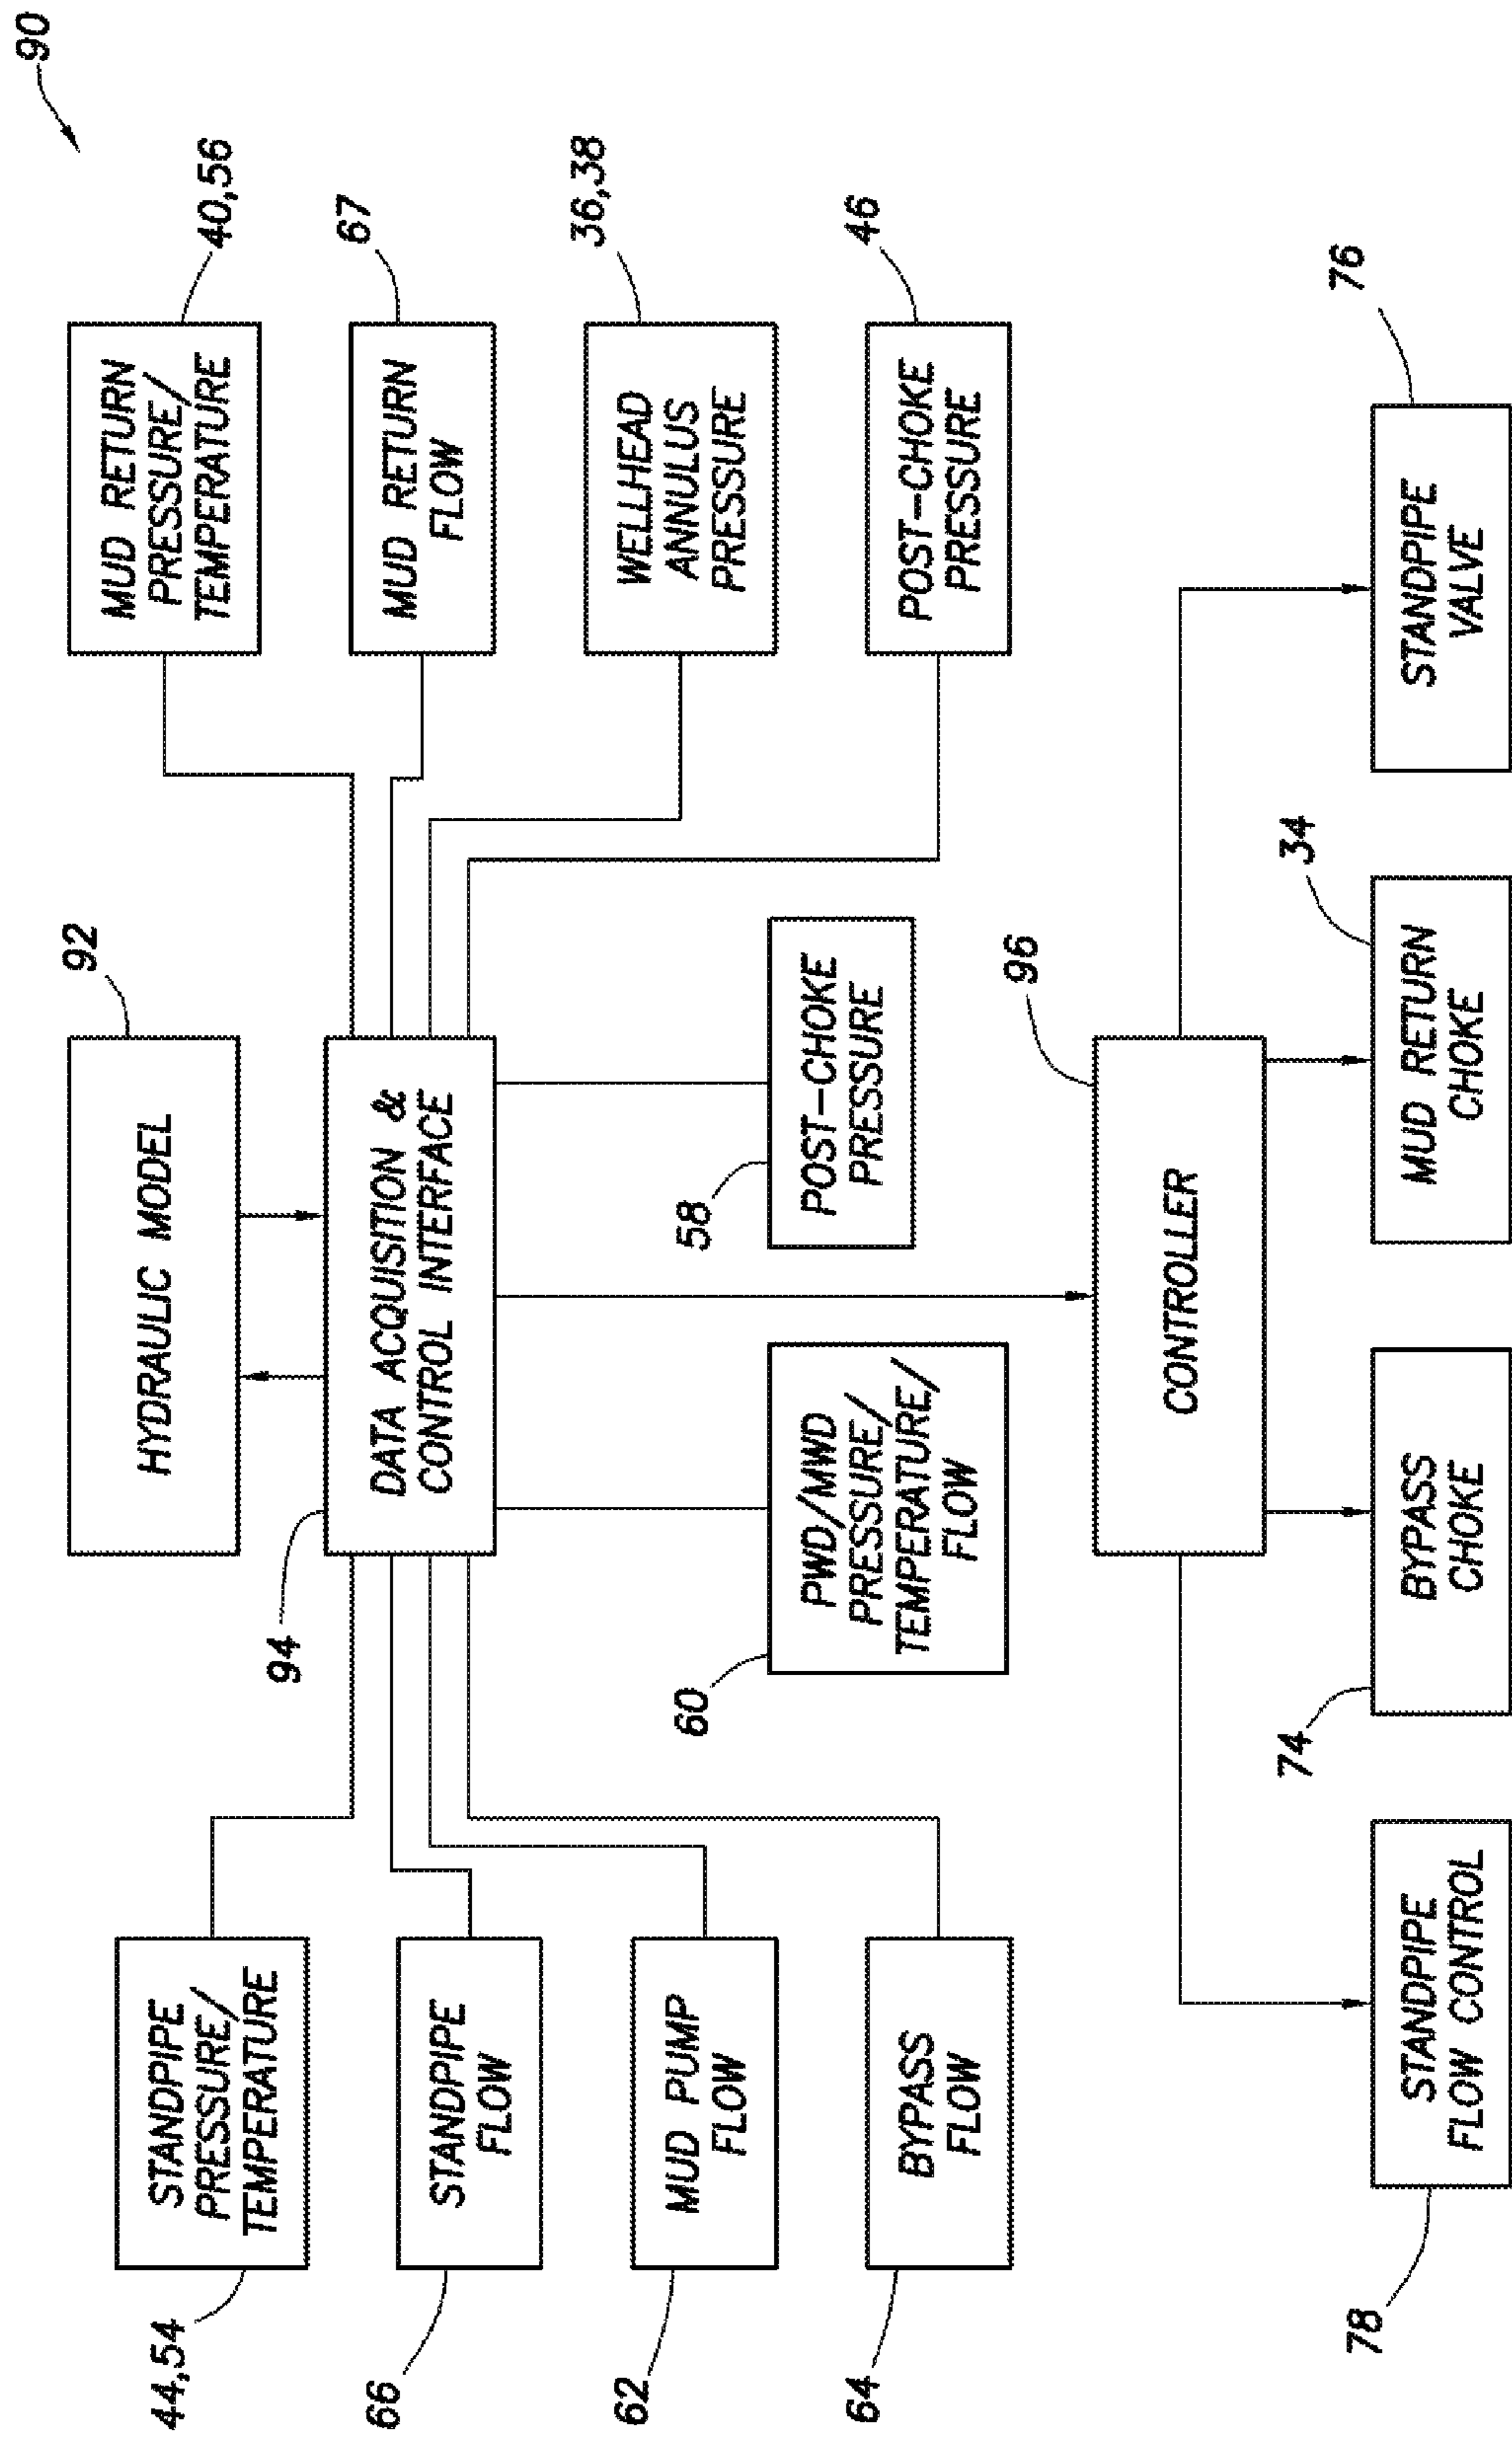 90
HYDRAULIC MODEL
92
STANDPIPE
PRESSURE/
TEMPERATURE
44,54
STANDPIPE
FLOW
66
MUD PUMP
FLOW
62
BYPASS
FLOW
64
94
DATA ACQUISITION &
CONTROL INTERFACE
MUD RETURN
PRESSURE/
TEMPERATURE
40,56
MUD RETURN
FLOW
67
WELLHEAD
ANNULUS
PRESSURE
36,38
POST-CHOKE
PRESSURE
46
60
PWD/MWD
PRESSURE/
TEMPERATURE/
FLOW
58
POST-CHOKE
PRESSURE
CONTROLLER
96
78
STANDPIPE
FLOW CONTROL
74
BYPASS
CHOKE
MUD RETURN
CHOKE
34
STANDPIPE
VALVE
76